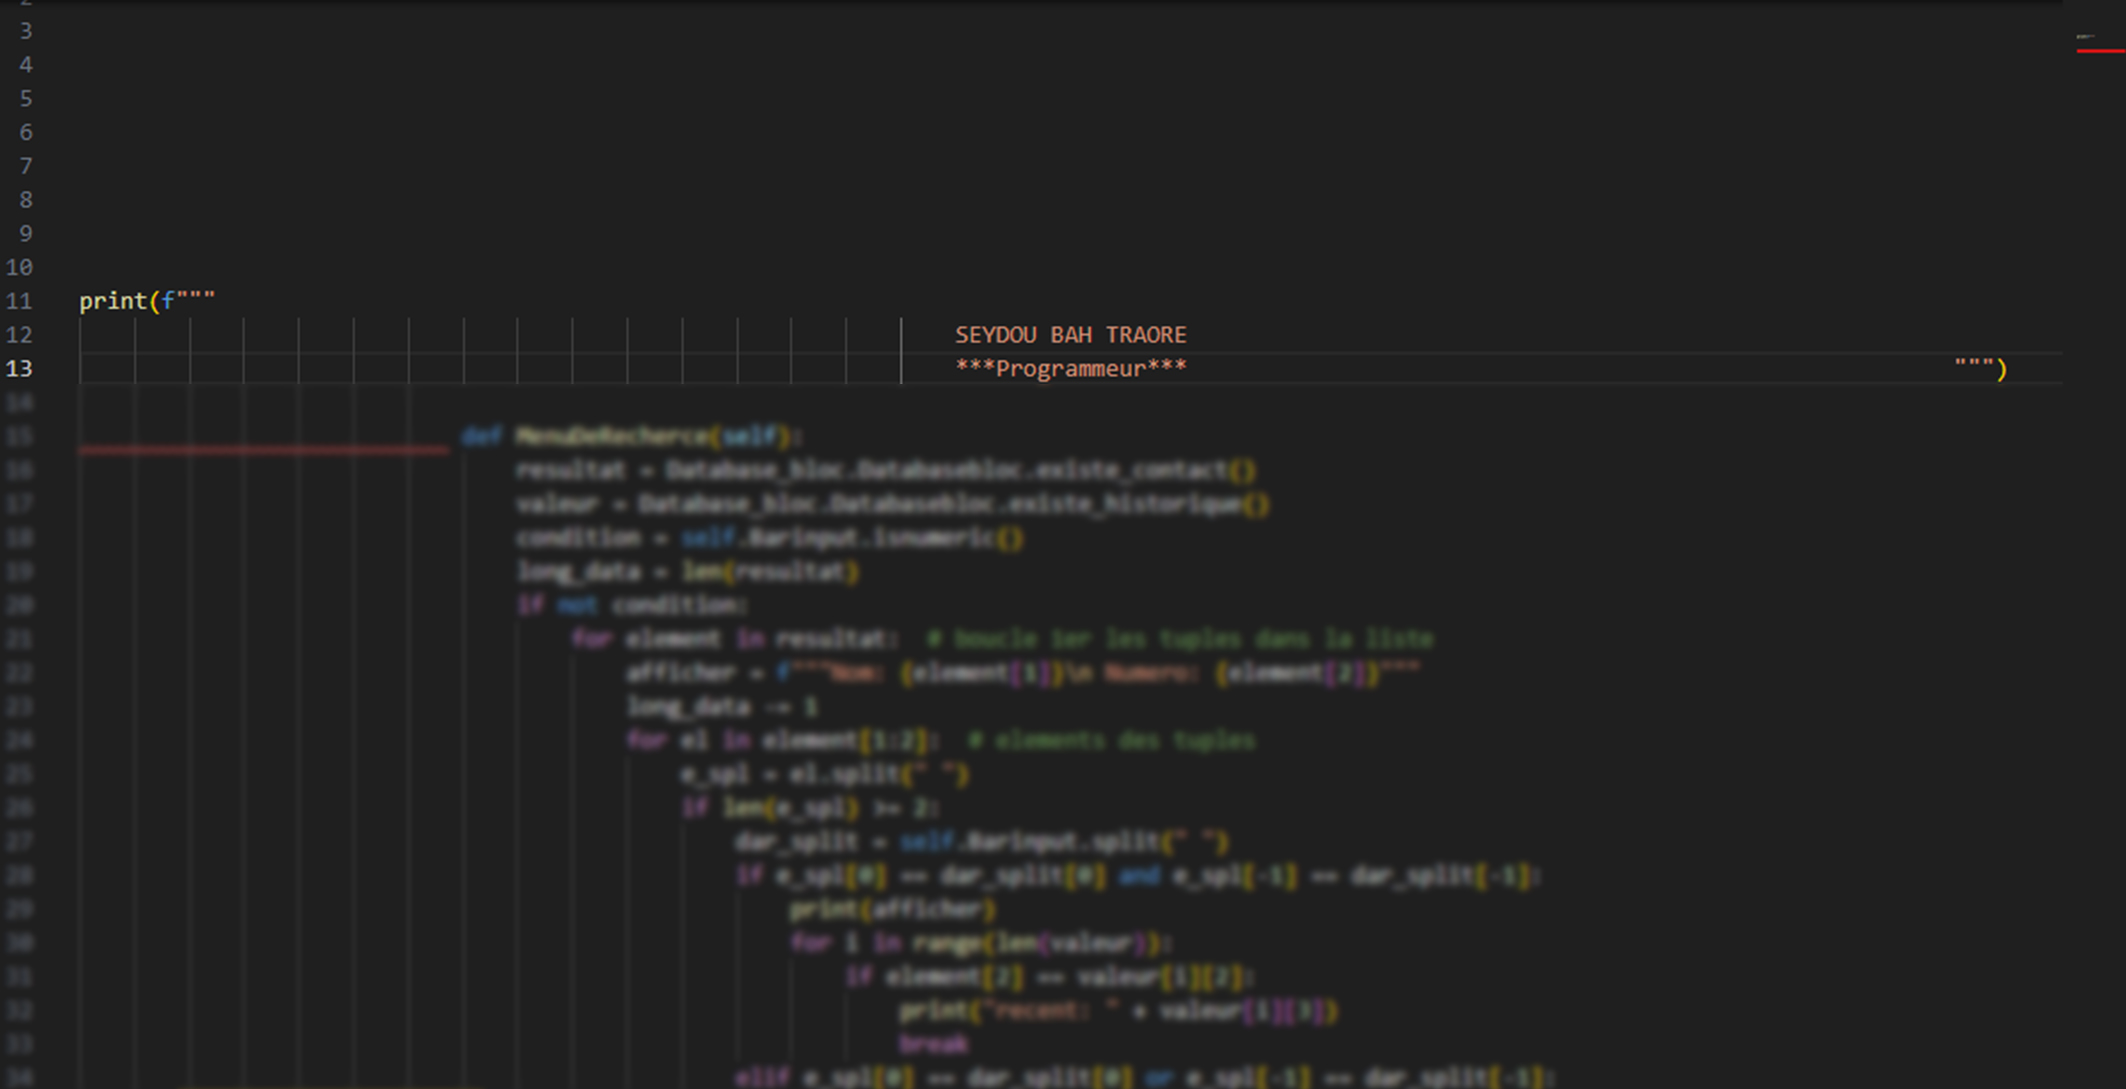 2
3
4
5
6
7
8
9
10
11 print(f"""
12 SEYDOU BAH TRAORE
13 ***Programmeur*** """)
14
15 def MenuDeRecherce(self):
16 resultat = Database_bloc.Databasebloc.existe_contact()
17 valeur = Database_bloc.Databasebloc.existe_historique()
18 condition = self.Barinput.isnumeric()
19 long_data = len(resultat)
20 if not condition:
21 for element in resultat: # boucle 1er les tuples dans la liste
22 afficher = f"""Nom: {element[1]}\n Numero: {element[2]}"""
23 long_data -= 1
24 for el in element[1:2]: # elements des tuples
25 e_spl = el.split(" ")
26 if len(e_spl) >= 2:
27 dar_split = self.Barinput.split(" ")
28 if e_spl[0] == dar_split[0] and e_spl[-1] == dar_split[-1]:
29 print(afficher)
30 for i in range(len(valeur)):
31 if element[2] == valeur[i][2]:
32 print("recent: " + valeur[i][3])
33 break
34 elif e_spl[0] == dar_split[0] or e_spl[-1] == dar_split[-1]: